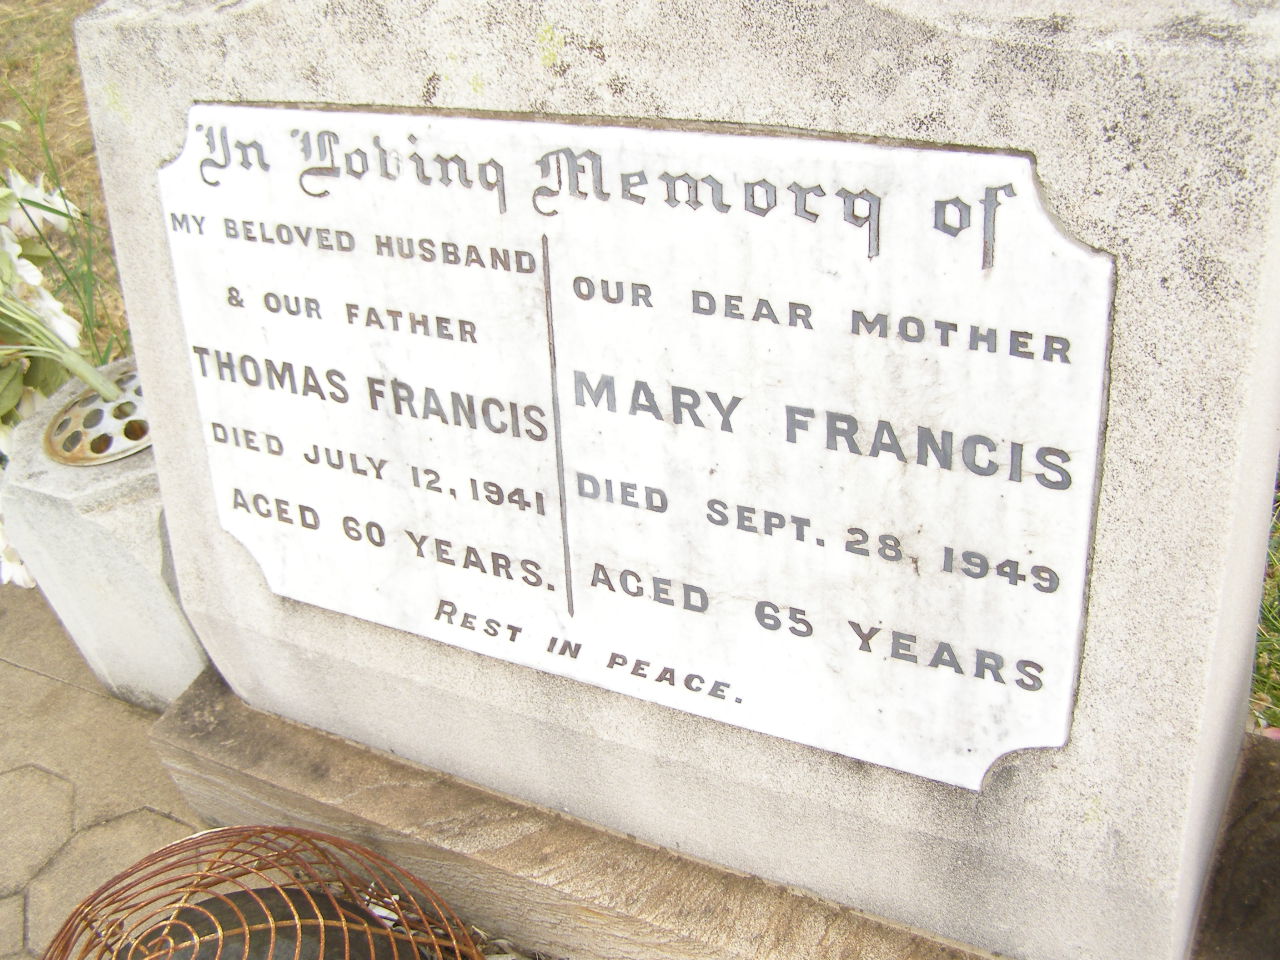 In Loving Memory of
MY BELOVED HUSBAND
& OUR FATHER
THOMAS FRANCIS
DIED JULY 12, 1941
AGED 60 YEARS.
OUR DEAR MOTHER
MARY FRANCIS
DIED SEPT. 28, 1949
AGED 65 YEARS
REST IN PEACE.